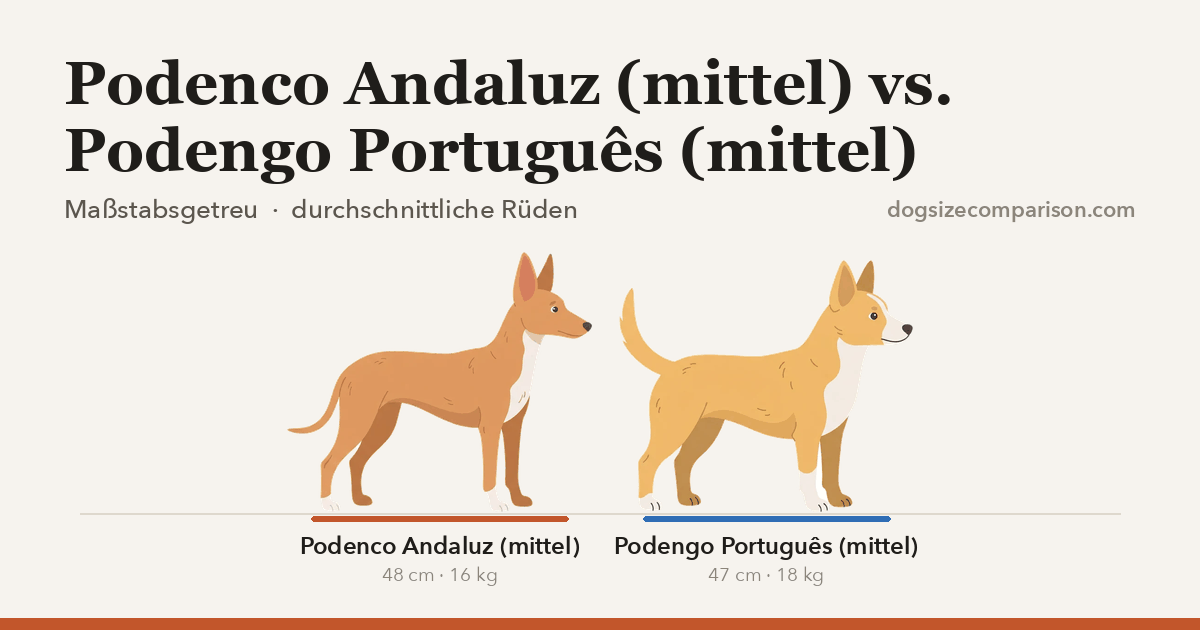 Podenco Andaluz (mittel) vs.
Podengo Português (mittel)
Maßstabsgetreu · durchschnittliche Rüden
dogsizecomparison.com
Podenco Andaluz (mittel)
48 cm · 16 kg
Podengo Português (mittel)
47 cm · 18 kg